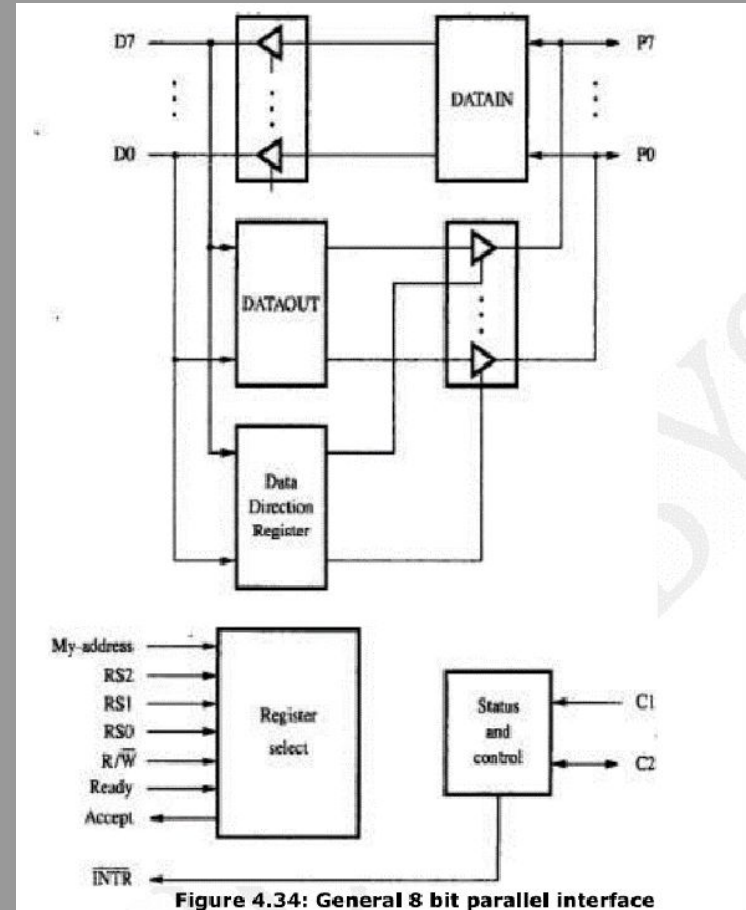 D7
P7
DATAIN
D0
P0
DATAOUT
Data
Direction
Register
My-address
RS2
RS1
RS0
R/W̅
Ready
Accept
Register
select
Status
and
control
C1
C2
I̅N̅T̅R̅
Figure 4.34: General 8 bit parallel interface